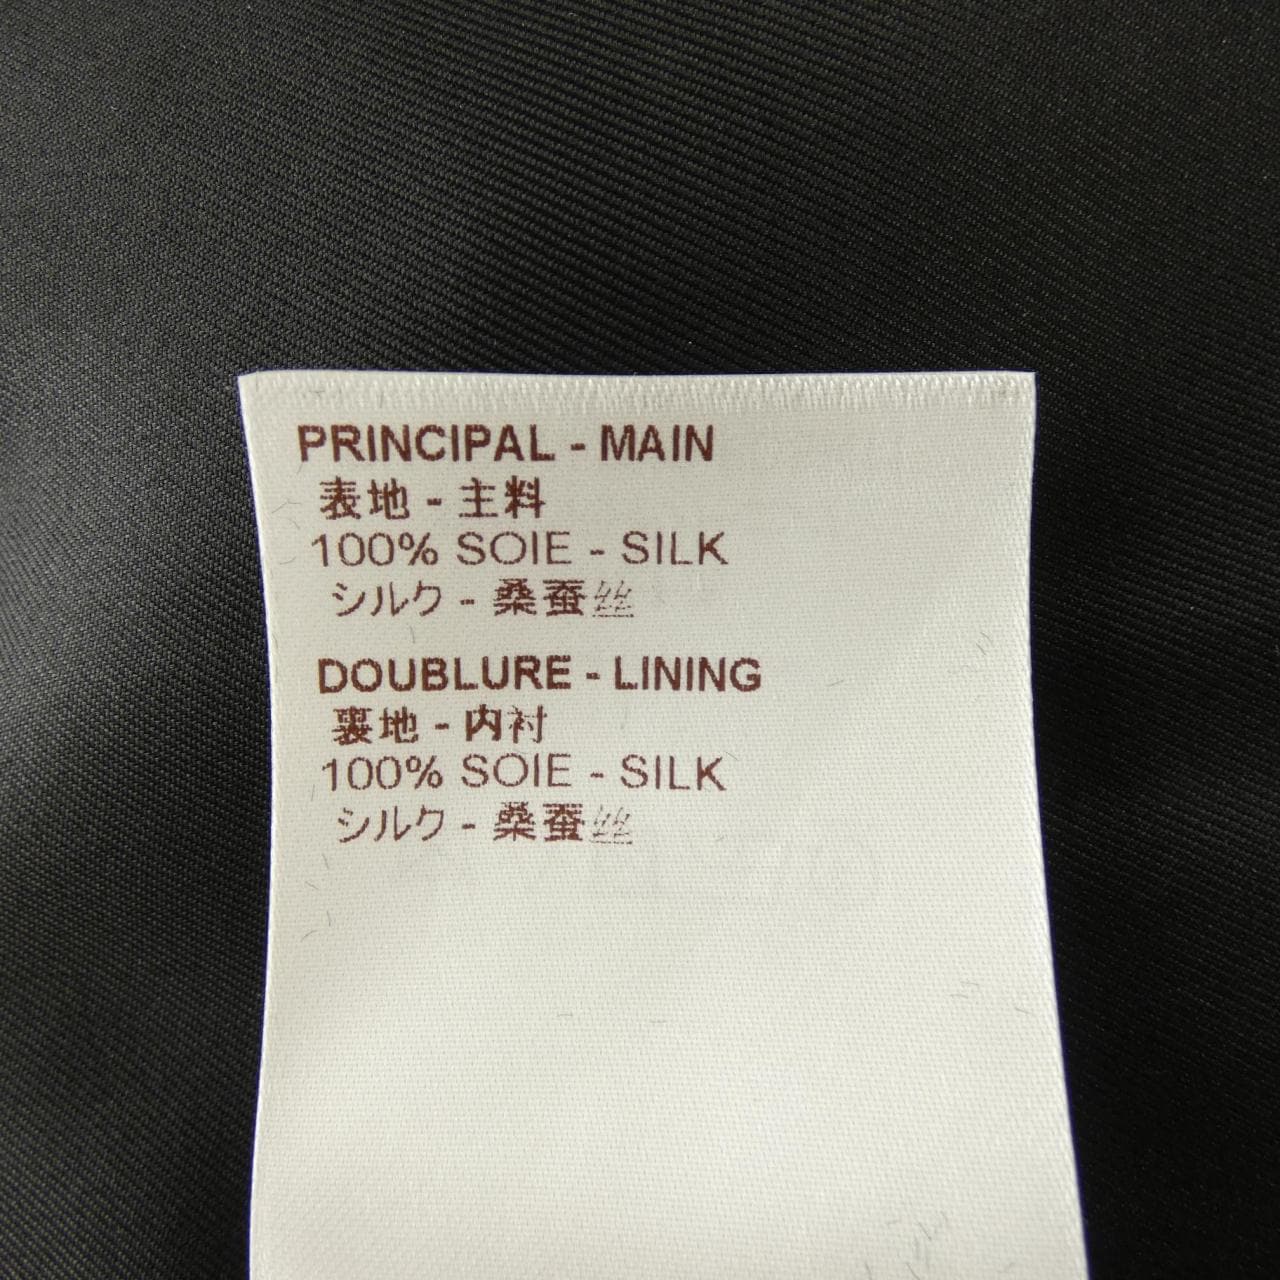 PRINCIPAL - MAIN
表地 - 主料
100% SOIE - SILK
シルク - 桑蚕丝
DOUBLURE - LINING
裏地 - 内衬
100% SOIE - SILK
シルク - 桑蚕丝